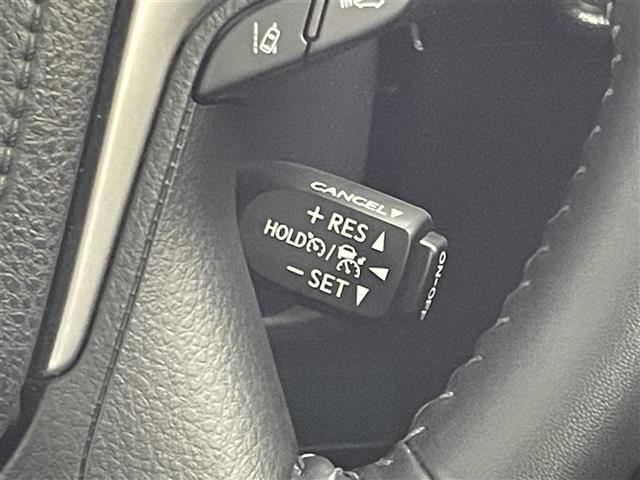 CANCEL▼
+ RES ▲
HOLD / ◀
− SET ▼
ON-OFF